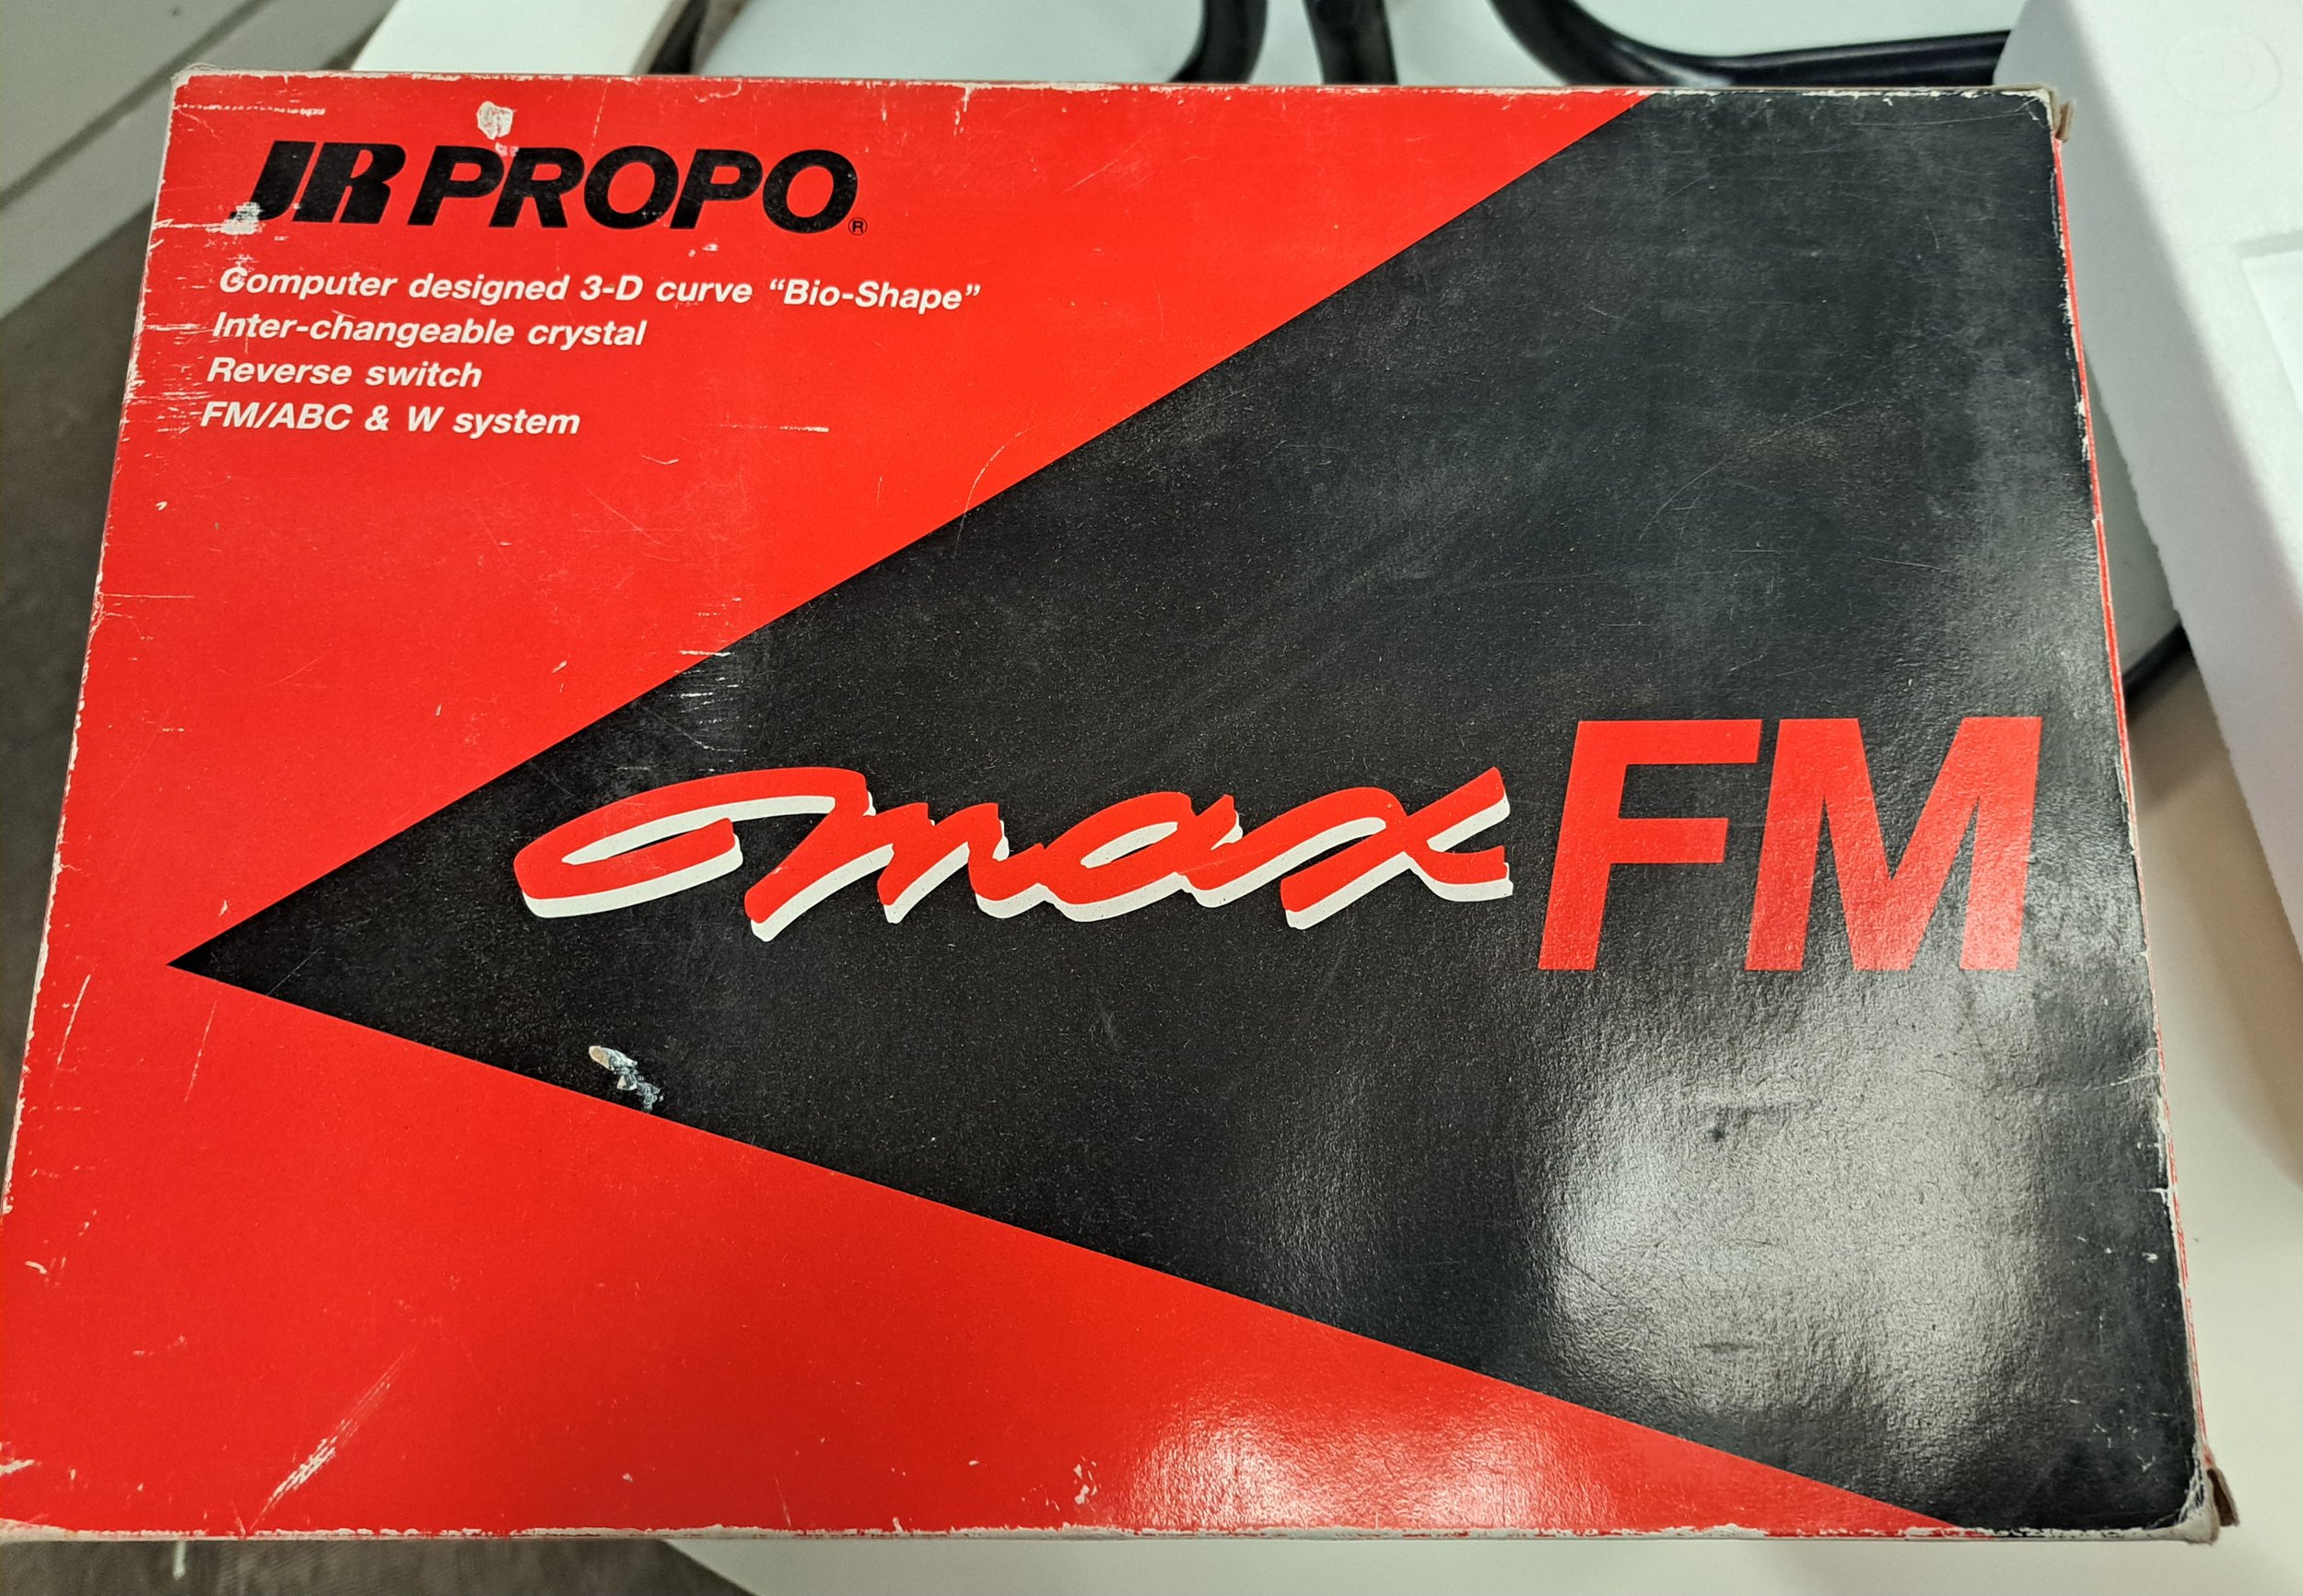 JR PROPO®
Computer designed 3-D curve “Bio-Shape”
Inter-changeable crystal
Reverse switch
FM/ABC & W system
max FM